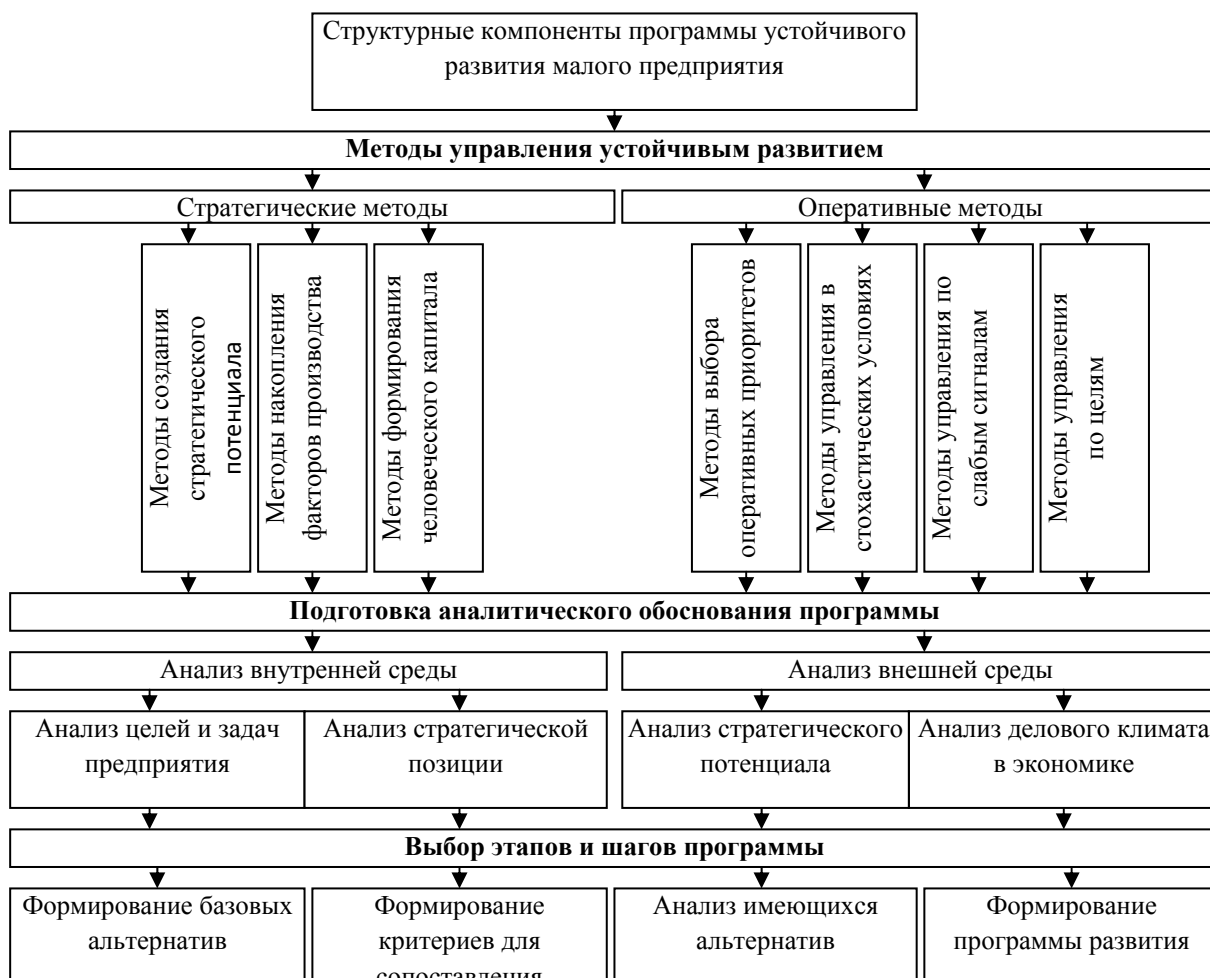 Структурные компоненты программы устойчивого
развития малого предприятия
Методы управления устойчивым развитием
Стратегические методы
Оперативные методы
Методы создания
стратегического
потенциала
Методы накопления
факторов производства
Методы формирования
человеческого капитала
Методы выбора
оперативных приоритетов
Методы управления в
стохастических условиях
Методы управления по
слабым сигналам
Методы управления
по целям
Подготовка аналитического обоснования программы
Анализ внутренней среды
Анализ внешней среды
Анализ целей и задач
предприятия
Анализ стратегической
позиции
Анализ стратегического
потенциала
Анализ делового климата
в экономике
Выбор этапов и шагов программы
Формирование базовых
альтернатив
Формирование
критериев для
сопоставления
Анализ имеющихся
альтернатив
Формирование
программы развития